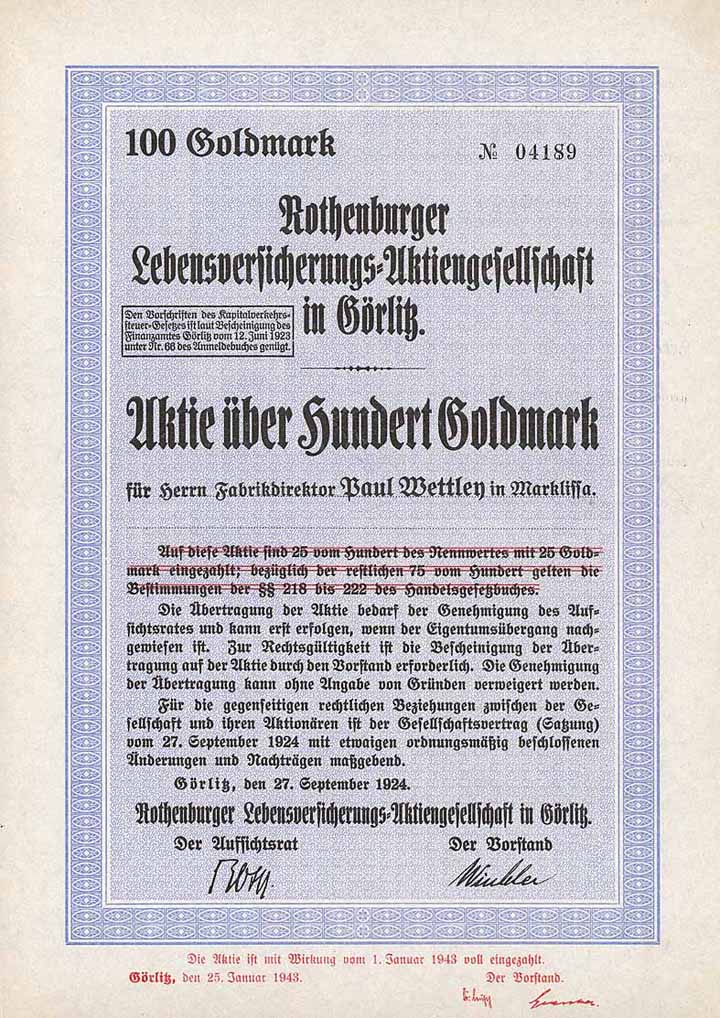 100 Goldmark
№ 04189
Rothenburger
Lebensversicherungs-Aktiengesellschaft
in Görlitz.
Den Vorschriften des Kapitalverkehrs-
steuer-Gesetzes ist laut Bescheinigung des
Finanzamtes Görlitz vom 12. Juni 1923
unter Nr. 66 des Anmeldebuches genügt.
Aktie über Hundert Goldmark
für Herrn Fabrikdirektor Paul Wettley in Marklissa.
Auf diese Aktie sind 25 vom Hundert des Nennwertes mit 25 Gold-
mark eingezahlt; bezüglich der restlichen 75 vom Hundert gelten die
Bestimmungen der §§ 218 bis 222 des Handelsgesetzbuches.
Die Übertragung der Aktie bedarf der Genehmigung des Auf-
sichtsrates und kann erst erfolgen, wenn der Eigentumsübergang nach-
gewiesen ist. Zur Rechtsgültigkeit ist die Bescheinigung der Über-
tragung auf der Aktie durch den Vorstand erforderlich. Die Genehmigung
der Übertragung kann ohne Angabe von Gründen verweigert werden.
Für die gegenseitigen rechtlichen Beziehungen zwischen der Ge-
sellschaft und ihren Aktionären ist der Gesellschaftsvertrag (Satzung)
vom 27. September 1924 mit etwaigen ordnungsmäßig beschlossenen
Änderungen und Nachträgen maßgebend.
Görlitz, den 27. September 1924.
Rothenburger Lebensversicherungs-Aktiengesellschaft in Görlitz.
Der Aufsichtsrat
Der Vorstand
Winkler
Die Aktie ist mit Wirkung vom 1. Januar 1943 voll eingezahlt.
Görlitz, den 25. Januar 1943.
Der Vorstand.